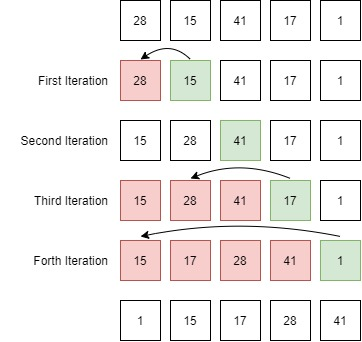 28 15 41 17 1
First Iteration 28 15 41 17 1
Second Iteration 15 28 41 17 1
Third Iteration 15 28 41 17 1
Forth Iteration 15 17 28 41 1
1 15 17 28 41